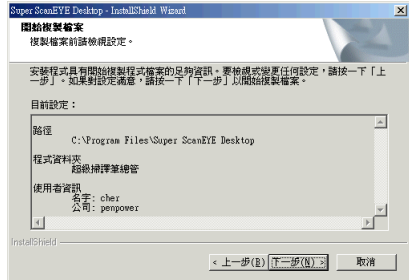 Super ScanEYE Desktop - InstallShield Wizard
開始複製檔案
複製檔案前請檢視設定。
安裝程式具有開始複製程式檔案的足夠資訊。要檢視或變更任何設定，請按一下「上
一步」。如果對設定滿意，請按一下「下一步」以開始複製檔案。
目前設定：
路徑
C:\Program Files\Super ScanEYE Desktop
程式資料夾
超級掃譯筆總管
使用者資訊
名字: cher
公司: penpower
InstallShield
< 上一步(B)
下一步(N) >
取消